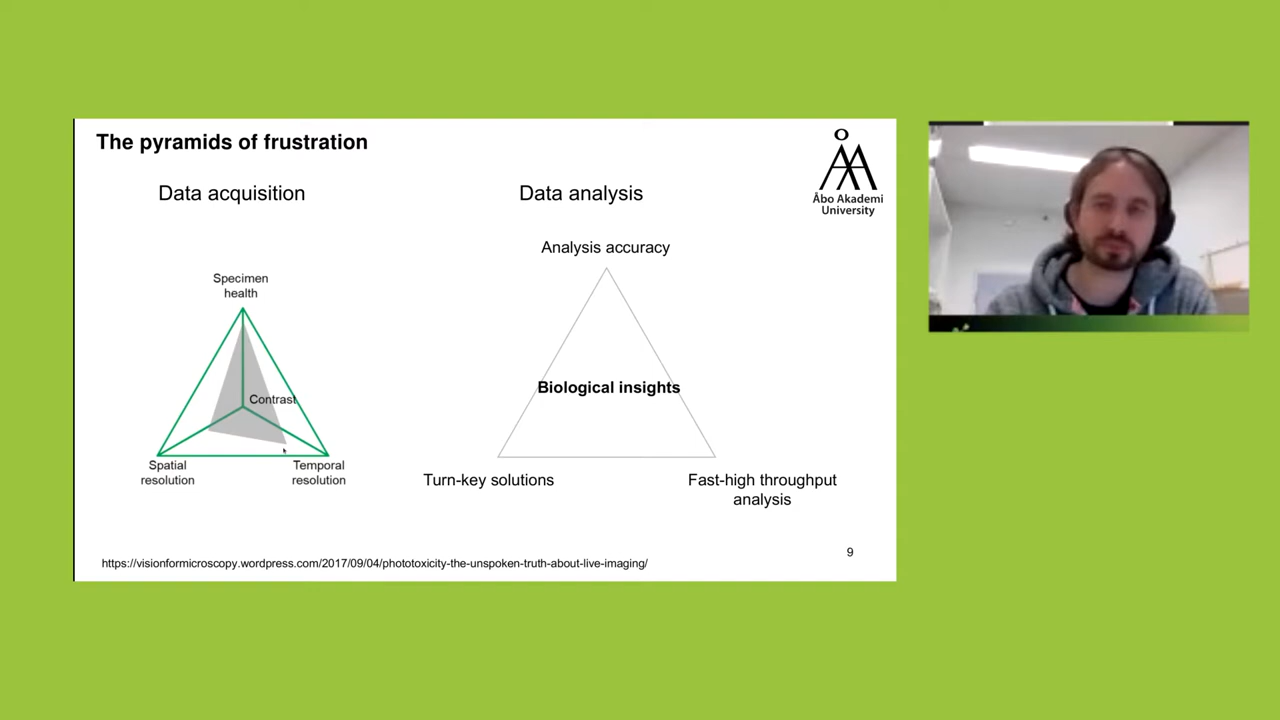 The pyramids of frustration
Data acquisition
Data analysis
Åbo Akademi
University
Specimen
health
Contrast
Spatial
resolution
Temporal
resolution
Analysis accuracy
Biological insights
Turn-key solutions
Fast-high throughput
analysis
https://visionformicroscopy.wordpress.com/2017/09/04/phototoxicity-the-unspoken-truth-about-live-imaging/
9